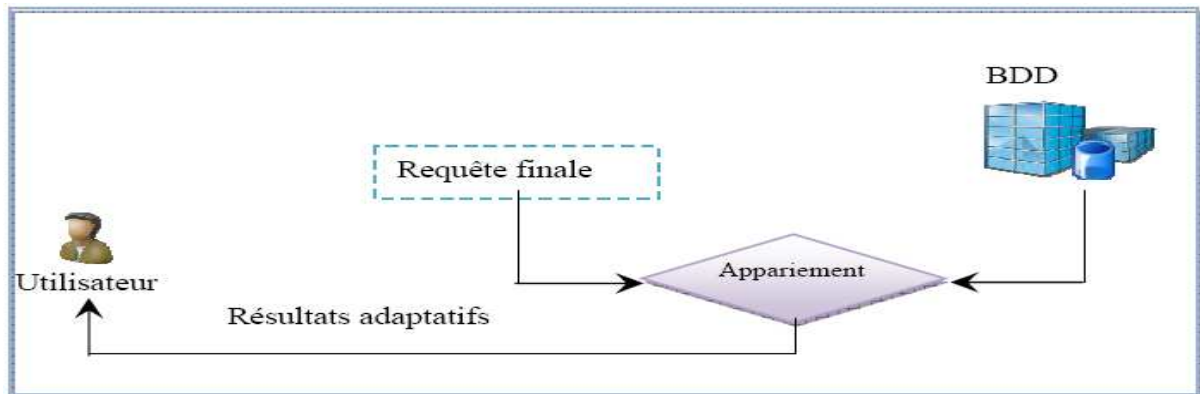 BDD
Requête finale
Appariement
Utilisateur
Résultats adaptatifs